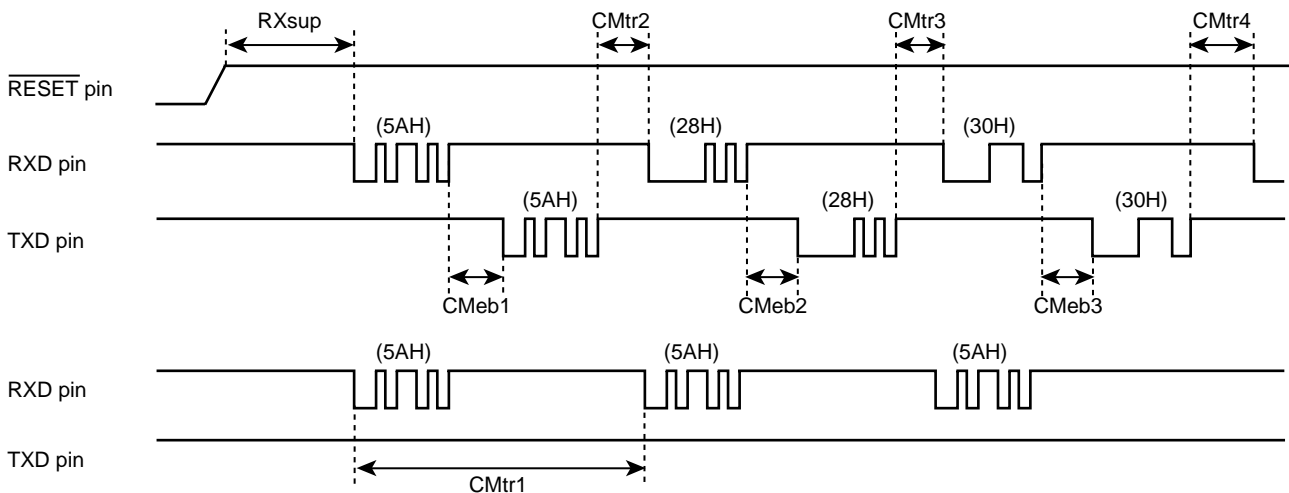 RXsup
CMtr2
CMtr3
CMtr4
RESET pin
(5AH)
(28H)
(30H)
RXD pin
(5AH)
(28H)
(30H)
TXD pin
CMeb1
CMeb2
CMeb3
(5AH)
(5AH)
(5AH)
RXD pin
TXD pin
CMtr1